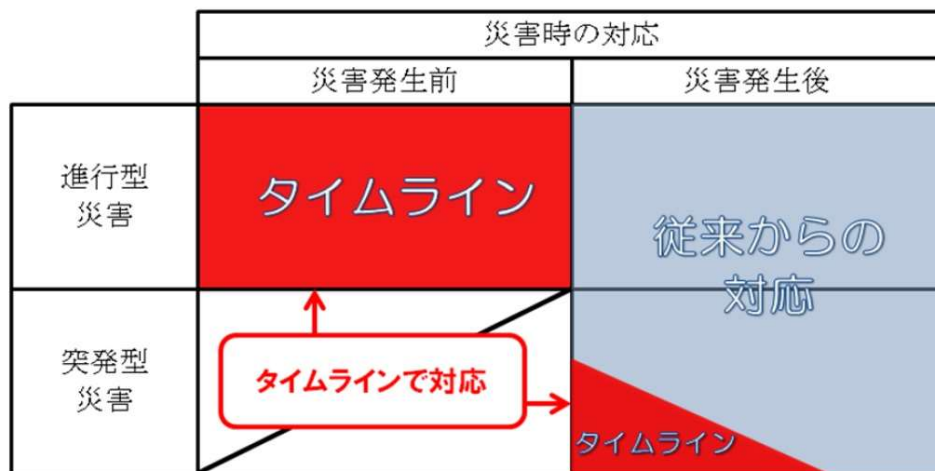 災害時の対応
災害発生前
災害発生後
進行型
災害
タイムライン
従来からの
対応
突発型
災害
タイムラインで対応
タイムライン